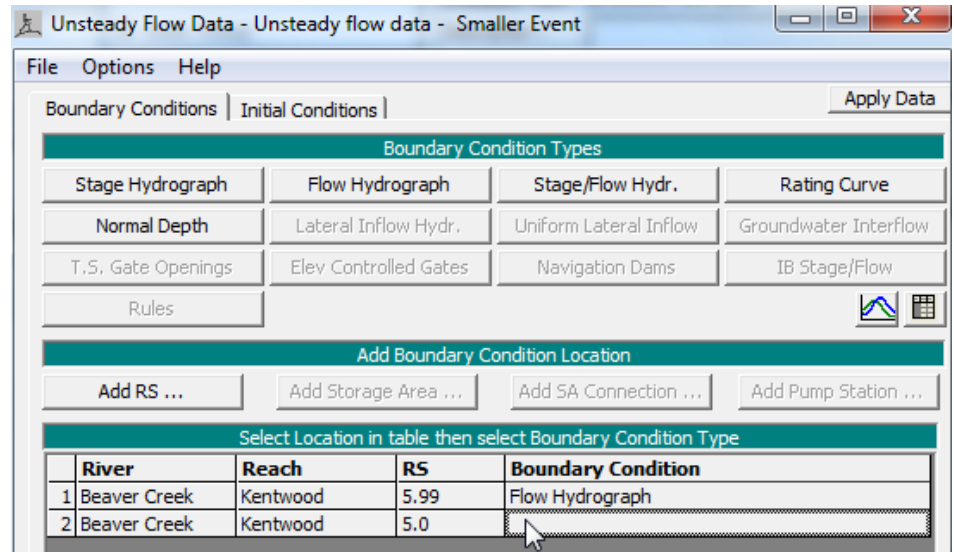 Unsteady Flow Data - Unsteady flow data - Smaller Event
File Options Help
Boundary Conditions Initial Conditions Apply Data
Boundary Condition Types
Stage Hydrograph Flow Hydrograph Stage/Flow Hydr. Rating Curve
Normal Depth Lateral Inflow Hydr. Uniform Lateral Inflow Groundwater Interflow
T.S. Gate Openings Elev Controlled Gates Navigation Dams IB Stage/Flow
Rules
Add Boundary Condition Location
Add RS ... Add Storage Area ... Add SA Connection ... Add Pump Station ...
Select Location in table then select Boundary Condition Type
River Reach RS Boundary Condition
1 Beaver Creek Kentwood 5.99 Flow Hydrograph
2 Beaver Creek Kentwood 5.0